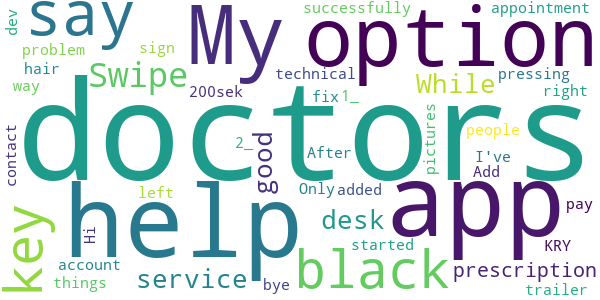 dev say My successfully appointment
option
problem sign
hair Swipe technical While pressing
way 200sek fix 1_ right
doctors
contact 2_ good After pictures people
I've
left Only added Add
key Hi help desk app pay
started KRY
account black prescription
things service bye trailer